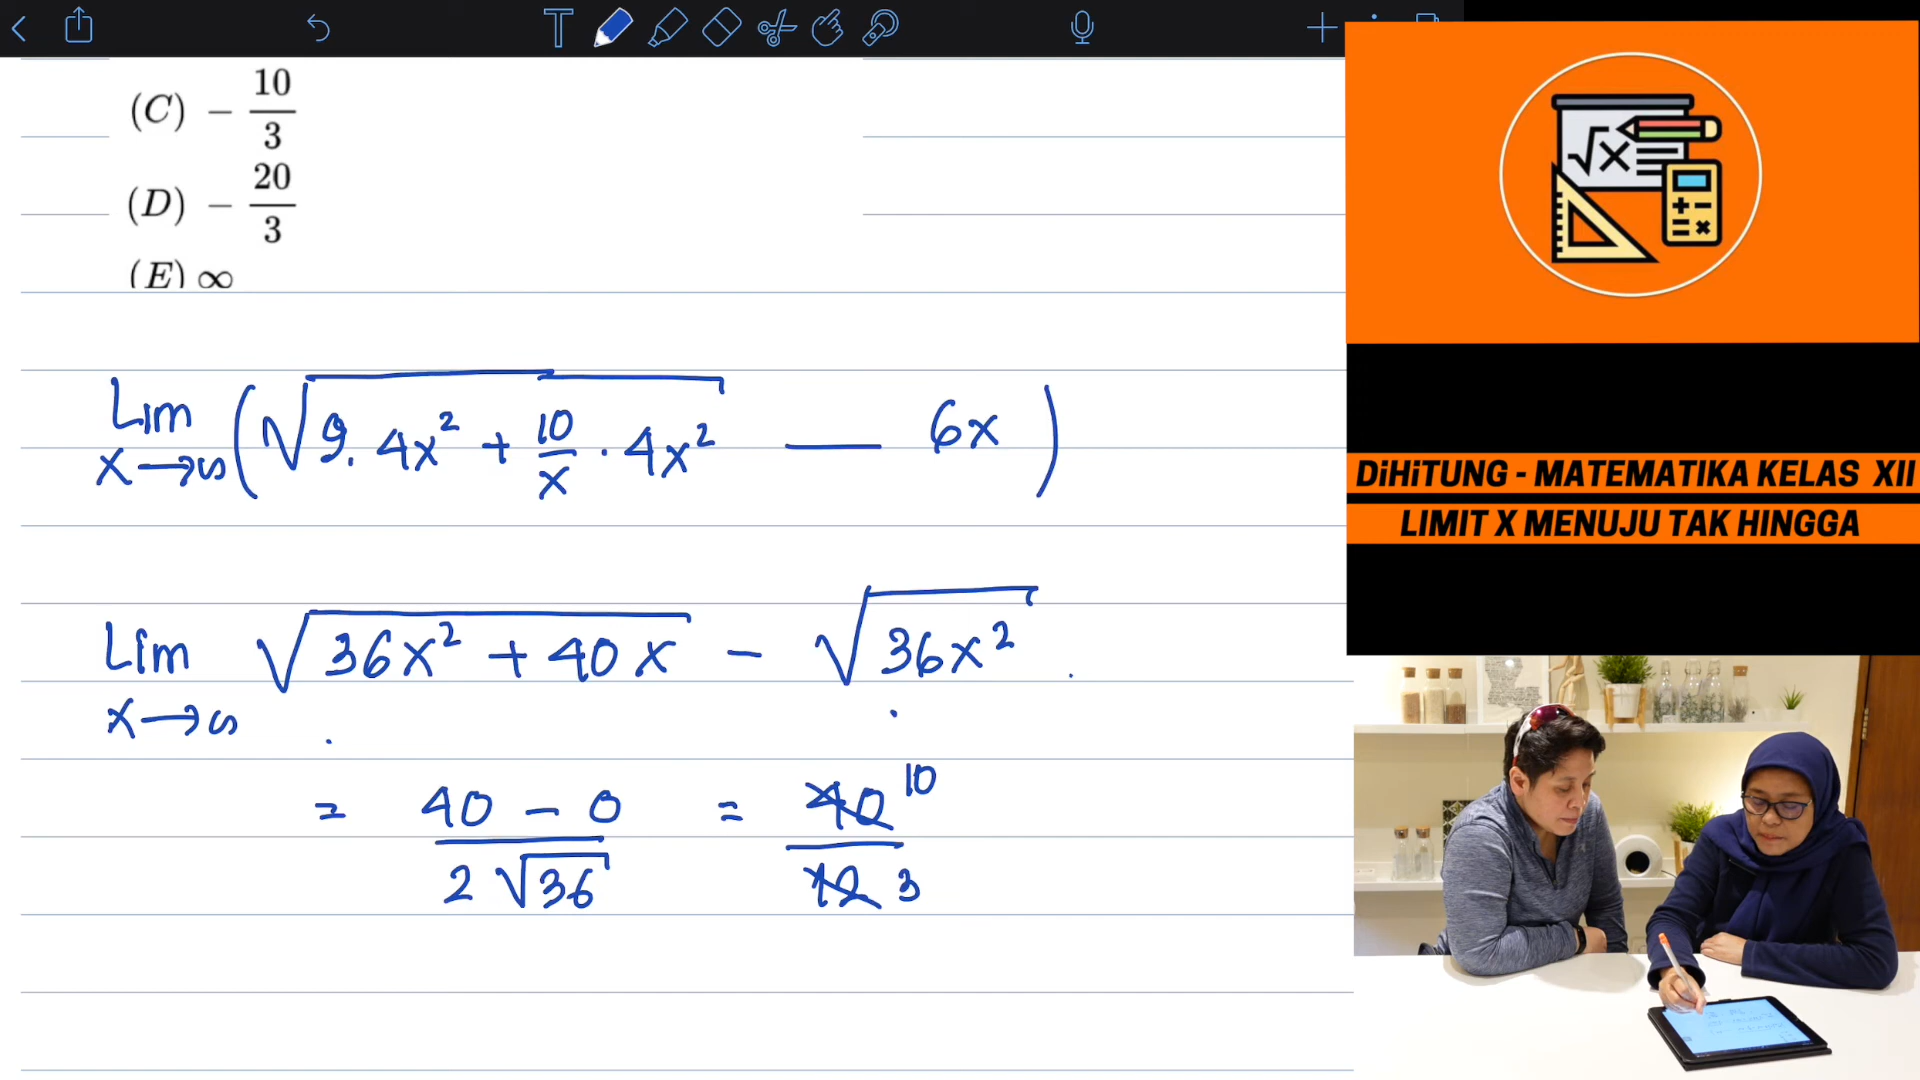 (C) − 10/3
(D) − 20/3
(E) ∞
Lim x→∞ (√(9 . 4x² + 10/x · 4x²) — 6x)
Lim x→∞ √(36x² + 40x) − √(36x²)
= (40 − 0)/(2√36) = 40/12 10/3
√x
DiHiTUNG - MATEMATIKA KELAS XII
LIMIT X MENUJU TAK HINGGA